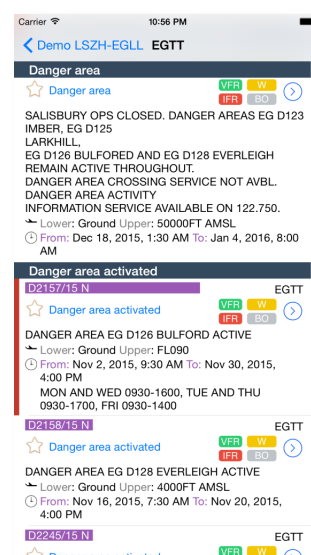 Carrier 10:56 PM
Demo LSZH-EGLL EGTT
Danger area
Danger area VFR W
IFR BO
SALISBURY OPS CLOSED. DANGER AREAS EG D123
IMBER, EG D125
LARKHILL,
EG D126 BULFORED AND EG D128 EVERLEIGH
REMAIN ACTIVE THROUGHOUT.
DANGER AREA CROSSING SERVICE NOT AVBL.
DANGER AREA ACTIVITY
INFORMATION SERVICE AVAILABLE ON 122.750.
Lower: Ground Upper: 50000FT AMSL
From: Dec 18, 2015, 1:30 AM To: Jan 4, 2016, 8:00
AM
Danger area activated
D2157/15 N EGTT
Danger area activated VFR W
IFR BO
DANGER AREA EG D126 BULFORD ACTIVE
Lower: Ground Upper: FL090
From: Nov 2, 2015, 9:30 AM To: Nov 30, 2015,
4:00 PM
MON AND WED 0930-1600, TUE AND THU
0930-1700, FRI 0930-1400
D2158/15 N EGTT
Danger area activated VFR W
IFR BO
DANGER AREA EG D128 EVERLEIGH ACTIVE
Lower: Ground Upper: 4000FT AMSL
From: Nov 16, 2015, 7:30 AM To: Nov 20, 2015,
4:00 PM
D2245/15 N EGTT
Danger area activated VFR W